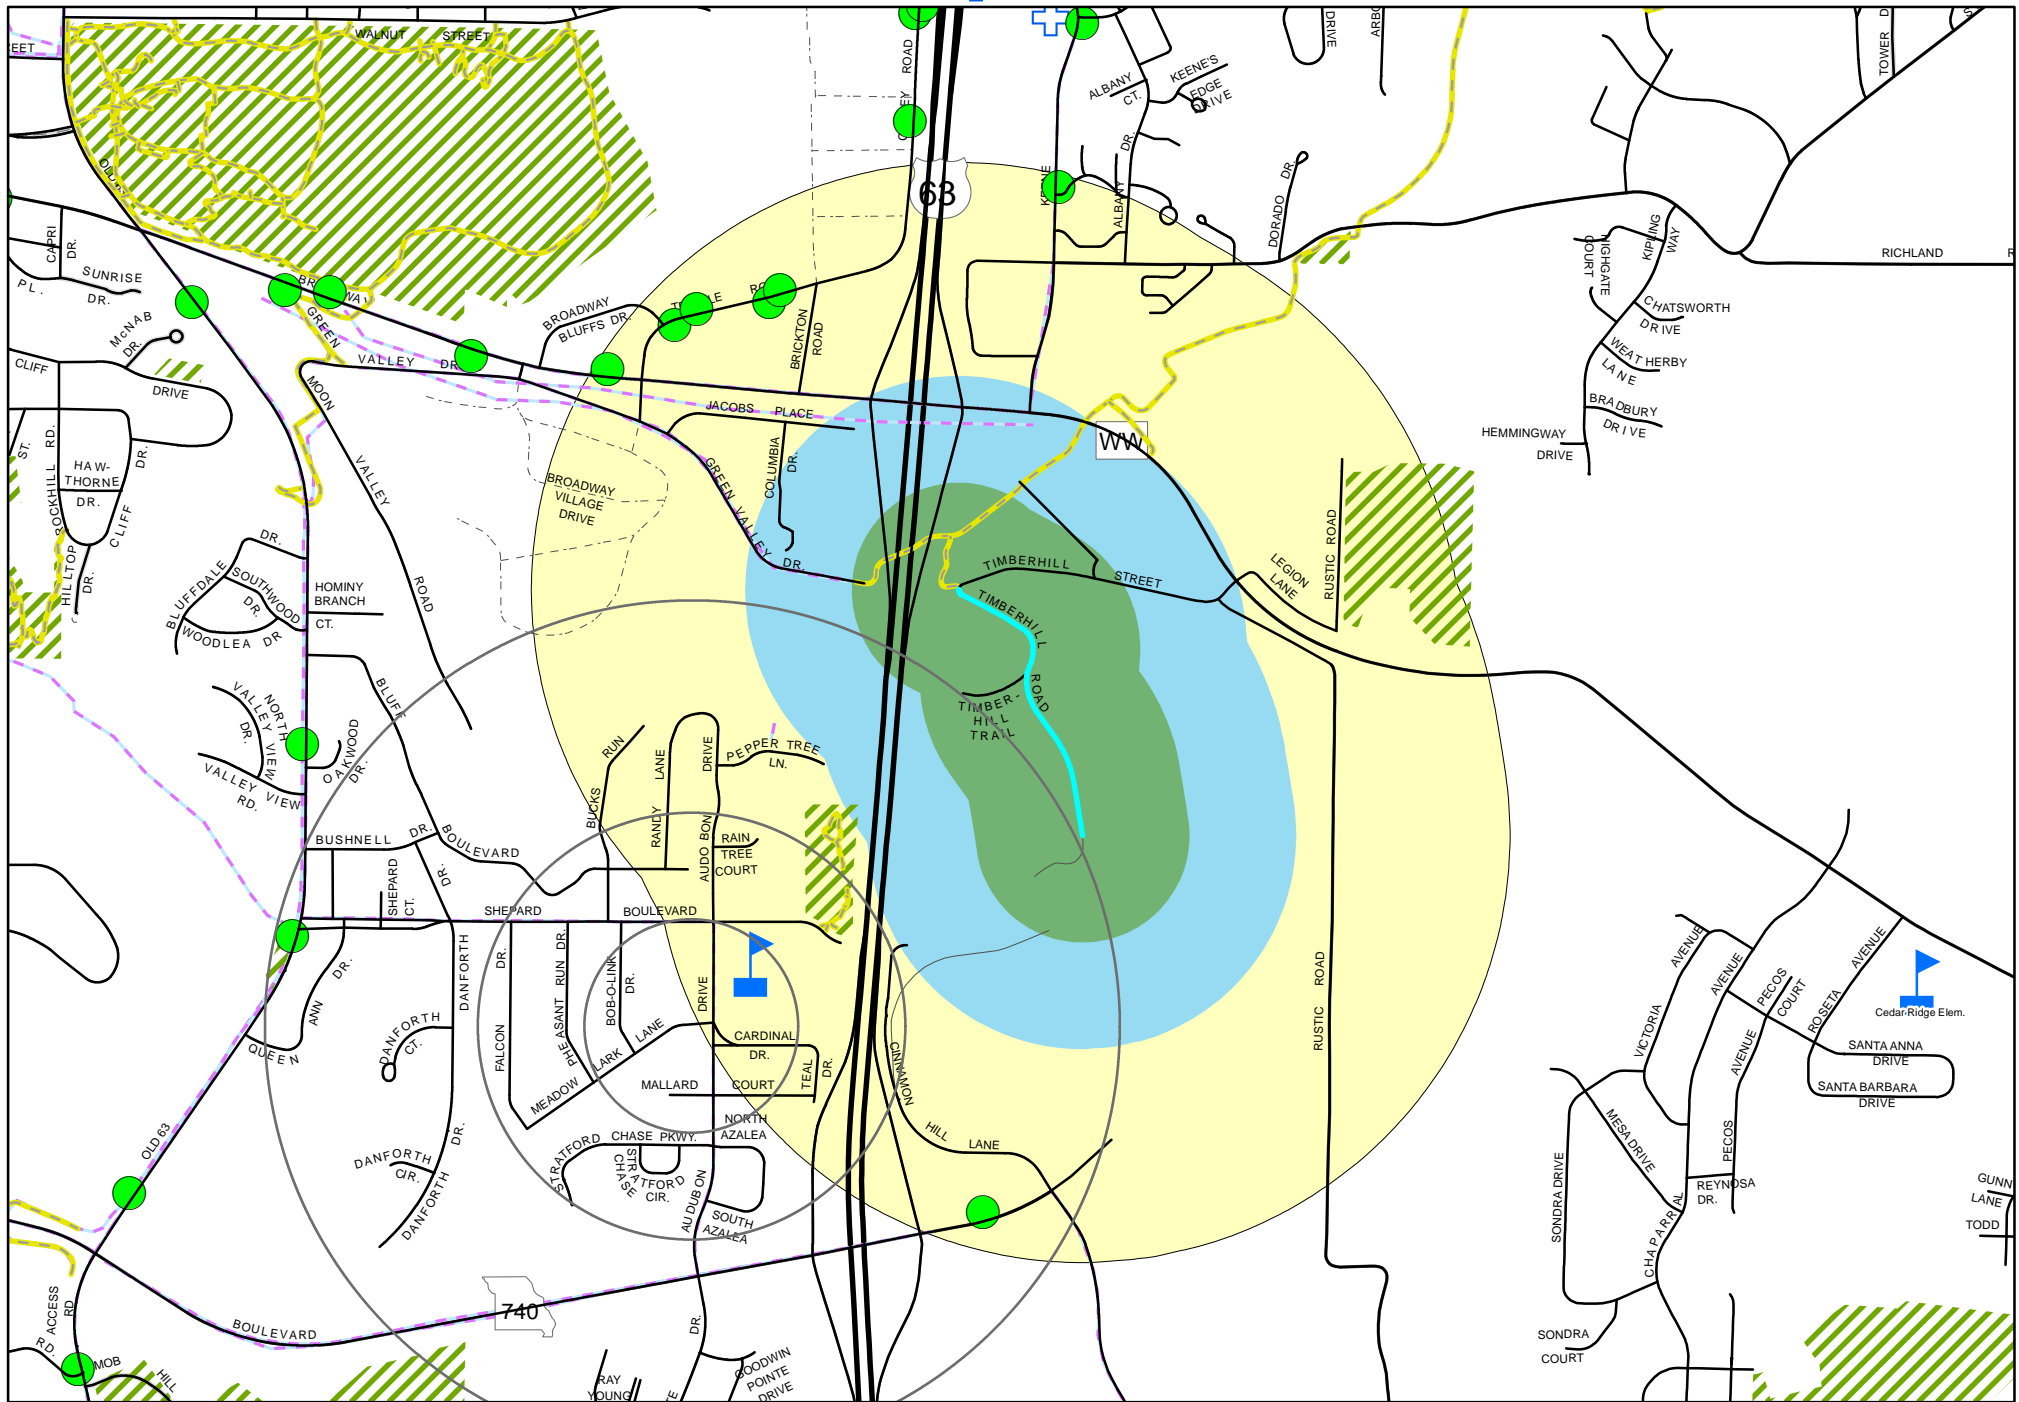 WALNUT STREET
ROAD
63
ALBANY
CT.
KEENE'S
EDGE
DRIVE
DRIVE
TOWER
ALBANY
DR.
KEENE
DORADO DR.
KIPLING
WAY
HIGHGATE
COURT
RICHLAND
CHATSWORTH
DRIVE
WEATHERBY
LANE
BRADBURY
DRIVE
HEMMINGWAY
DRIVE
CAPRI
DR.
SUNRISE
DR.
PL.
McNAB
DR.
CLIFF
DRIVE
GREEN
VALLEY DR.
BROADWAY
BLUFFS DR.
BRICKTON
ROAD
JACOBS PLACE
COLUMBIA
DR.
GREEN VALLEY DR.
BROADWAY
VILLAGE
DRIVE
MOON
VALLEY
ROAD
ST.
ROCKHILL RD.
HAW-
THORNE
DR.
CLIFF DR.
HILLTOP
DR.
DR.
BLUFFDALE
SOUTHWOOD
DR.
WOODLEA DR
HOMINY
BRANCH
CT.
WW
TIMBERHILL STREET
LEGION
LANE
RUSTIC ROAD
TIMBERHILL
ROAD
TIMBER-
HILL
TRAIL
NORTH
VALLEY VIEW
DR.
VALLEY VIEW
RD.
OAKWOOD
DR.
BLUFF
BOULEVARD
BUSHNELL DR.
DR.
SHEPARD
CT.
BUCKS RUN
RANDY LANE
AUDOBON DRIVE
PEPPER TREE
LN.
RAIN
TREE
COURT
SHEPARD BOULEVARD
ANN DR.
QUEEN
DANFORTH
DANFORTH
CT.
DR.
DANFORTH
CIR.
DANFORTH
FALCON DR.
PHEASANT RUN DR.
BOB-O-LINK
DR.
MEADOW LARK LANE
DRIVE
CARDINAL
DR.
TEAL
DR.
MALLARD COURT
NORTH
AZALEA
STRATFORD CHASE PKWY.
STRATFORD
CHASE
CIR.
AUDUBON
SOUTH
AZALEA
DR.
CINNAMON
HILL LANE
RUSTIC ROAD
OLD 63
740
BOULEVARD
ACCESS
RD
RD.
MOB
HILL
RAY
YOUNG
GOODWIN
POINTE
DRIVE
VICTORIA AVENUE
AVENUE
PECOS
COURT
ROSETA AVENUE
Cedar Ridge Elem.
SANTA ANNA
DRIVE
SANTA BARBARA
DRIVE
PECOS AVENUE
MESA DRIVE
SONDRA DRIVE
REYNOSA
DR.
CHAPARRAL
SONDRA
COURT
GUNN
LANE
TODD